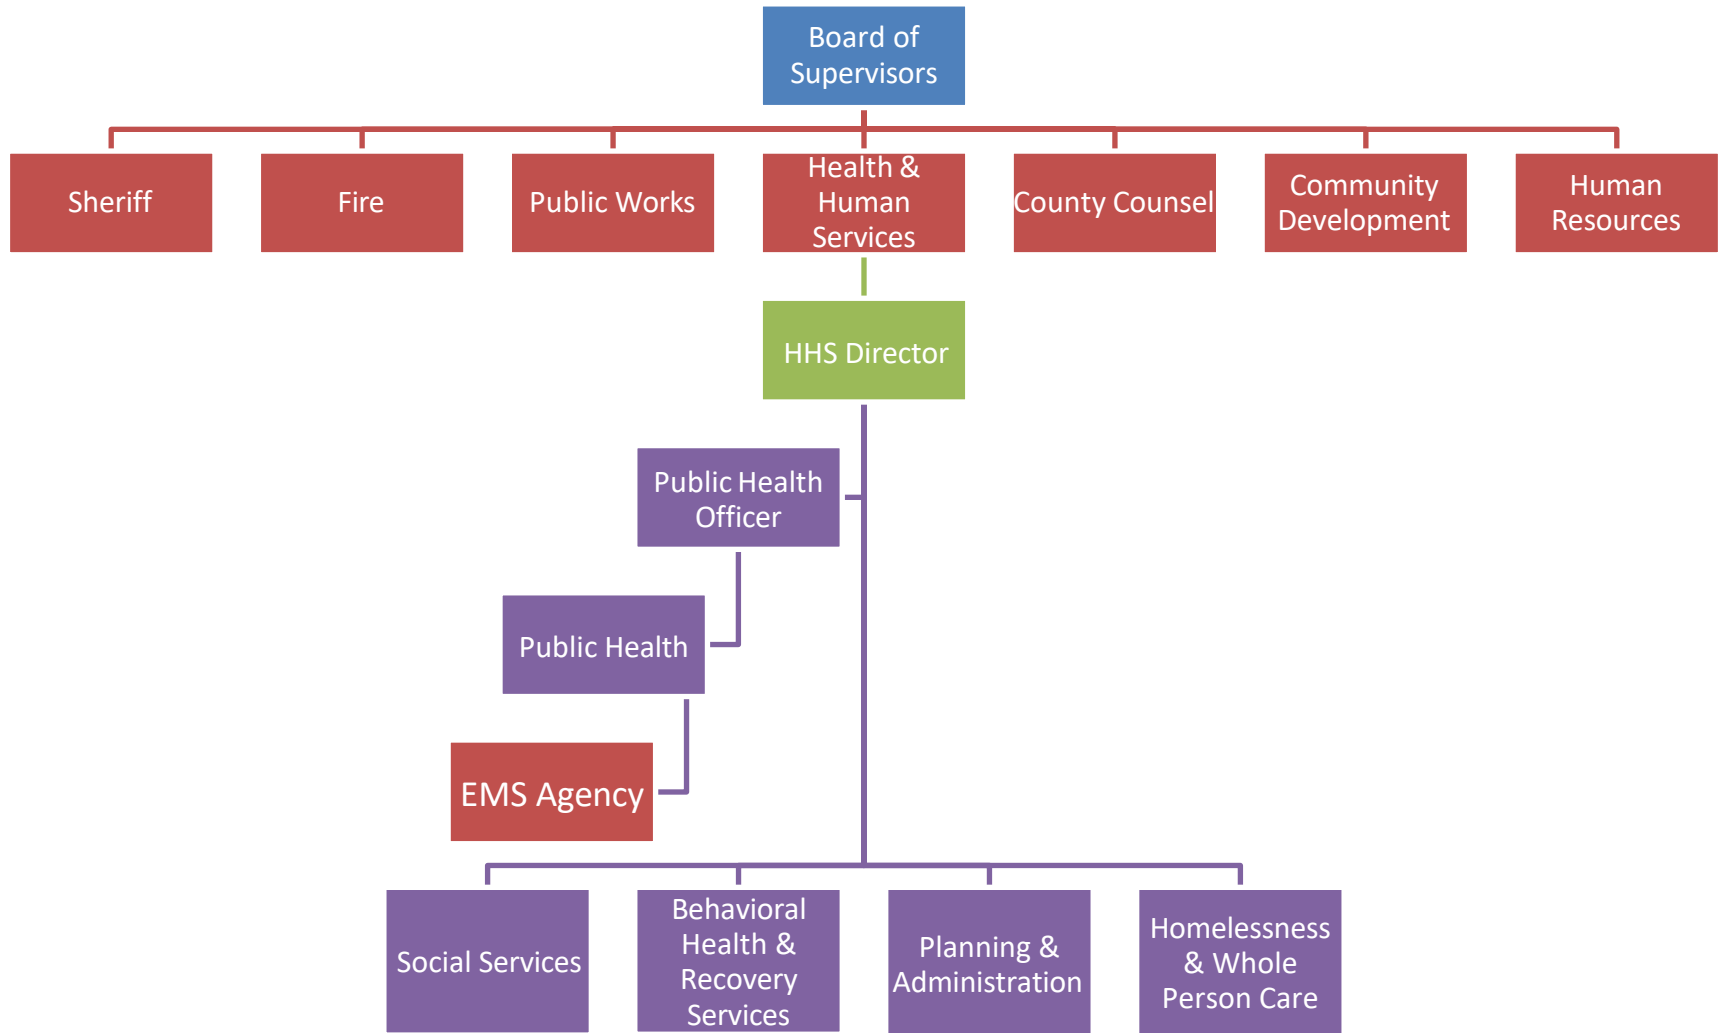 Board of
Supervisors
Sheriff
Fire
Public Works
Health &
Human
Services
County Counsel
Community
Development
Human
Resources
HHS Director
Public Health
Officer
Public Health
EMS Agency
Social Services
Behavioral
Health &
Recovery
Services
Planning &
Administration
Homelessness
& Whole
Person Care